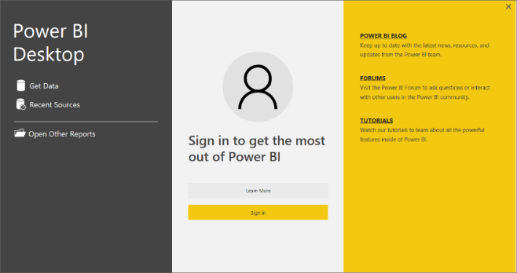 Power BI
Desktop
Get Data
Recent Sources
Open Other Reports
Sign in to get the most
out of Power BI
Learn More
Sign in
POWER BI BLOG
Keep up to date with the latest news, resources, and
updates from the Power BI team.
FORUMS
Visit the Power BI Forum to ask questions or interact
with other users in the Power BI community.
TUTORIALS
Watch our tutorials to learn about all the powerful
features inside of Power BI.